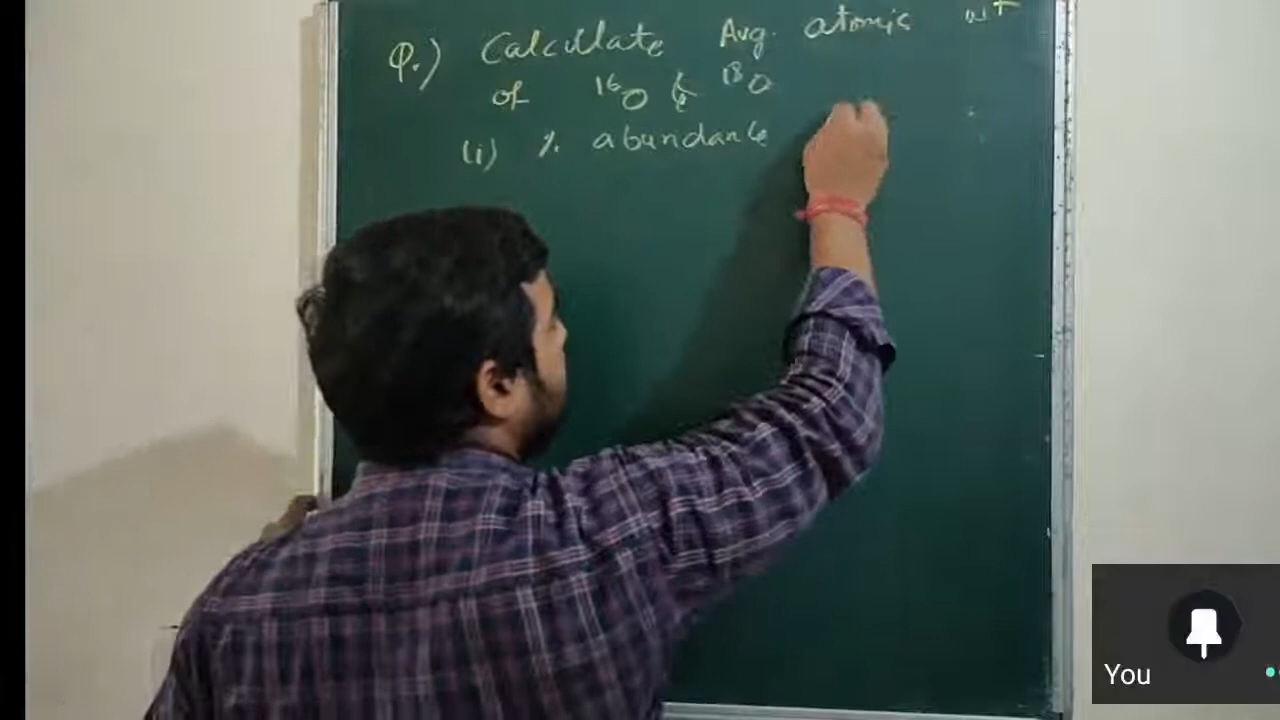 Q.) Calculate Avg. atomic wt
of ¹⁶O & ¹⁸O
(i) % abundance
You